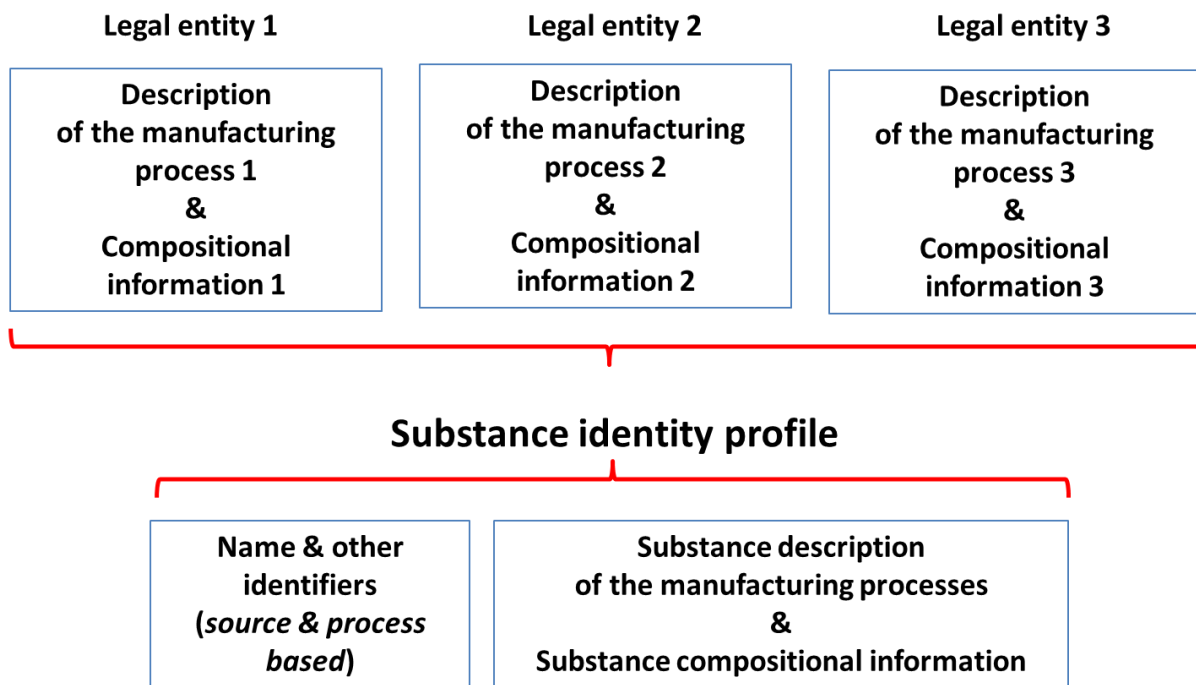 Legal entity 1
Legal entity 2
Legal entity 3
Description
of the manufacturing
process 1
&
Compositional
information 1
Description
of the manufacturing
process 2
&
Compositional
information 2
Description
of the manufacturing
process 3
&
Compositional
information 3
Substance identity profile
Name & other
identifiers
(source & process
based)
Substance description
of the manufacturing processes
&
Substance compositional information